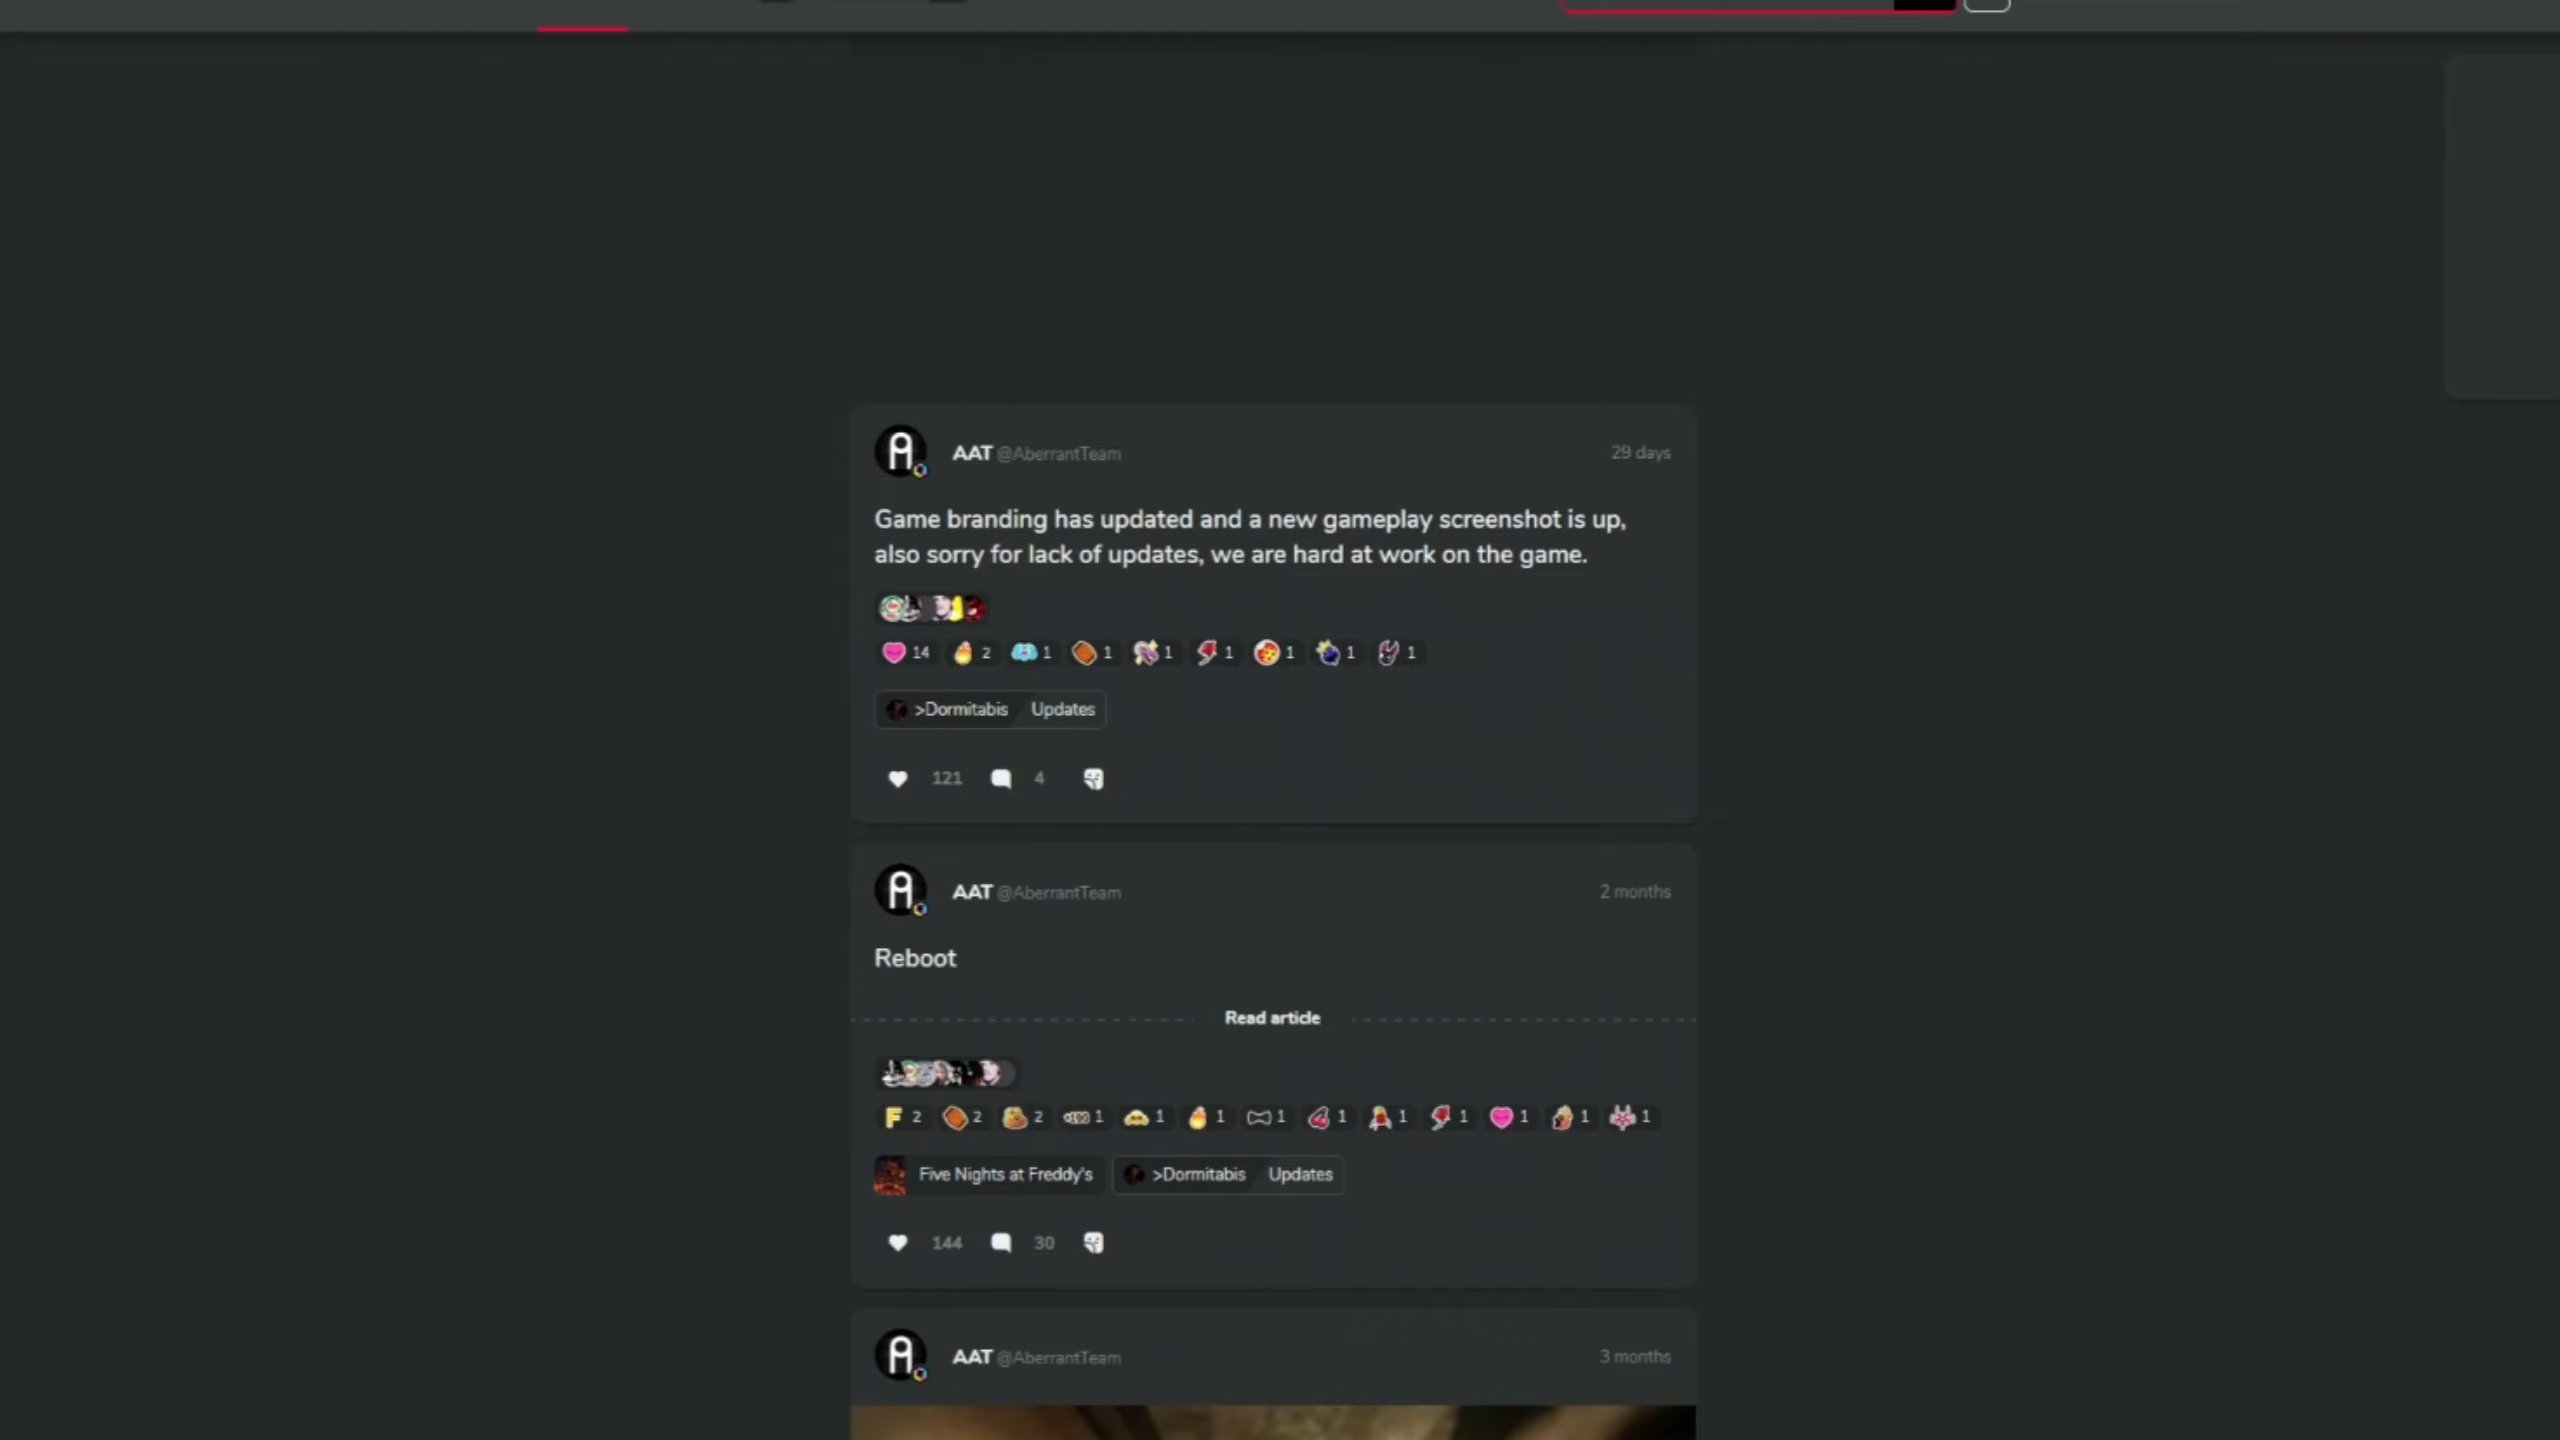 AAT @AberrantTeam 29 days
Game branding has updated and a new gameplay screenshot is up,
also sorry for lack of updates, we are hard at work on the game.
14 2 1 1 1 1 1 1 1
>Dormitabis Updates
121 4
AAT @AberrantTeam 2 months
Reboot
Read article
F 2 2 2 1 1 1 1 1 1 1 1 1 1
Five Nights at Freddy's >Dormitabis Updates
144 30
AAT @AberrantTeam 3 months